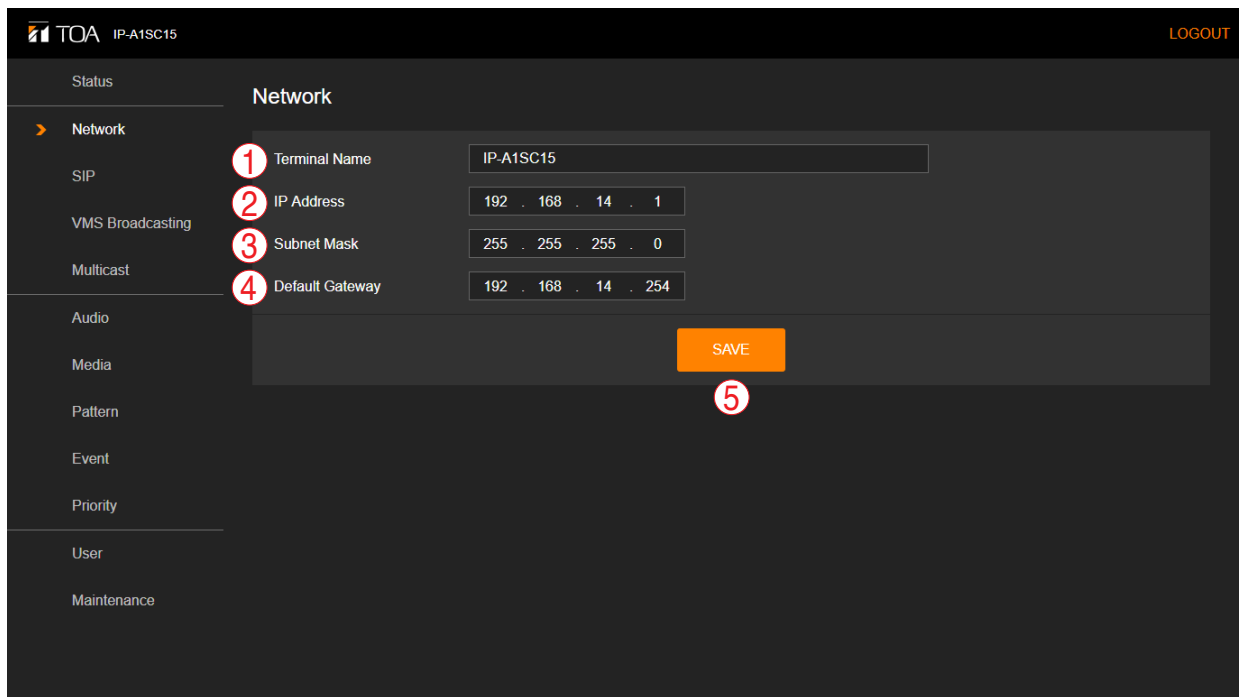 TOA IP-A1SC15 LOGOUT
Status
Network
SIP
VMS Broadcasting
Multicast
Audio
Media
Pattern
Event
Priority
User
Maintenance
Network
1 Terminal Name IP-A1SC15
2 IP Address 192 . 168 . 14 . 1
3 Subnet Mask 255 . 255 . 255 . 0
4 Default Gateway 192 . 168 . 14 . 254
SAVE
5